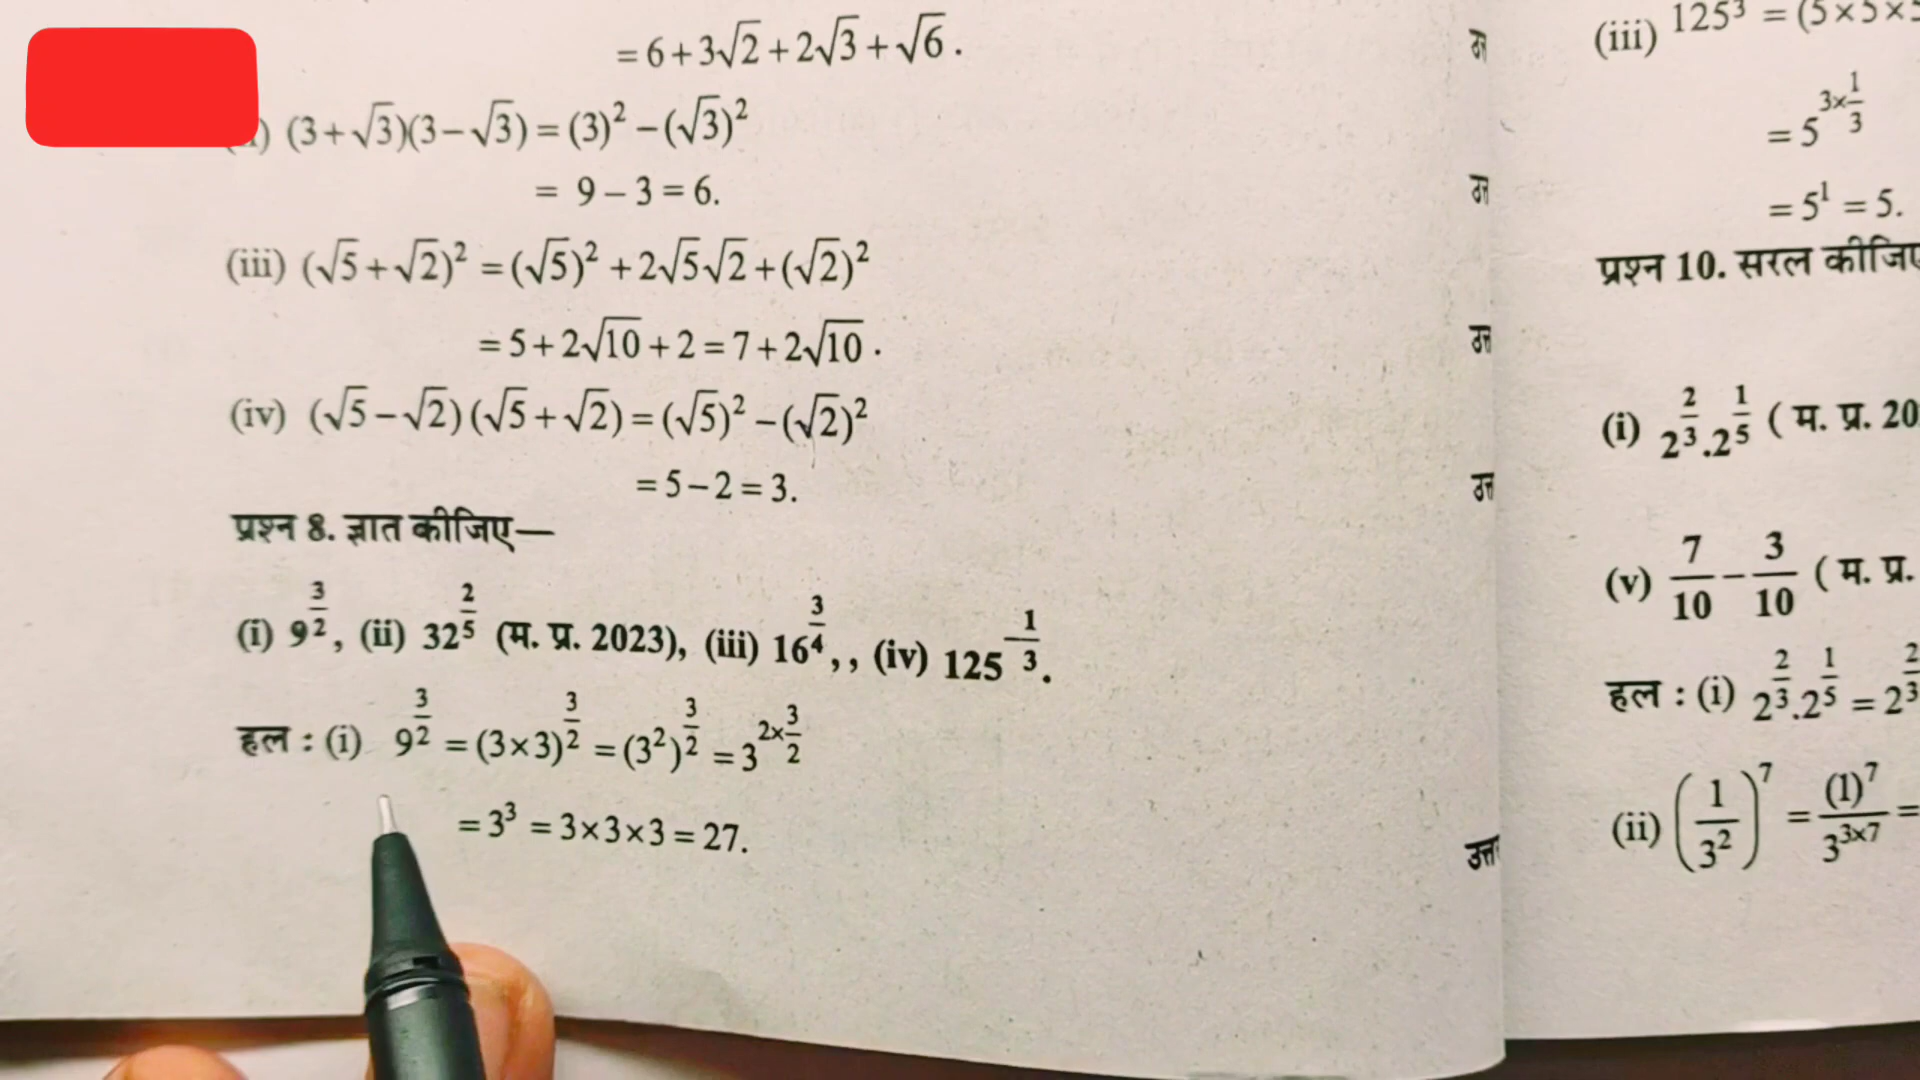 = 6 + 3√2 + 2√3 + √6 .
) (3 + √3)(3 − √3) = (3)² − (√3)²
= 9 − 3 = 6.
(iii) (√5 + √2)² = (√5)² + 2√5√2 + (√2)²
= 5 + 2√10 + 2 = 7 + 2√10 .
(iv) (√5 − √2) (√5 + √2) = (√5)² − (√2)²
= 5 − 2 = 3.
प्रश्न 8. ज्ञात कीजिए—
(i) 9^(3/2), (ii) 32^(2/5) (म. प्र. 2023), (iii) 16^(3/4), , (iv) 125^(−1/3).
हल : (i) 9^(3/2) = (3×3)^(3/2) = (3²)^(3/2) = 3^(2×3/2)
= 3³ = 3×3×3 = 27.
(iii) 125³ = (5×5×
= 5^(3×1/3)
= 5¹ = 5.
प्रश्न 10. सरल कीजिए
(i) 2^(2/3).2^(1/5) ( म. प्र. 20
(v) 7/10 − 3/10 ( म. प्र.
हल : (i) 2^(2/3).2^(1/5) = 2^(2/3
(ii) (1/3²)⁷ = (1)⁷/3^(3×7) =